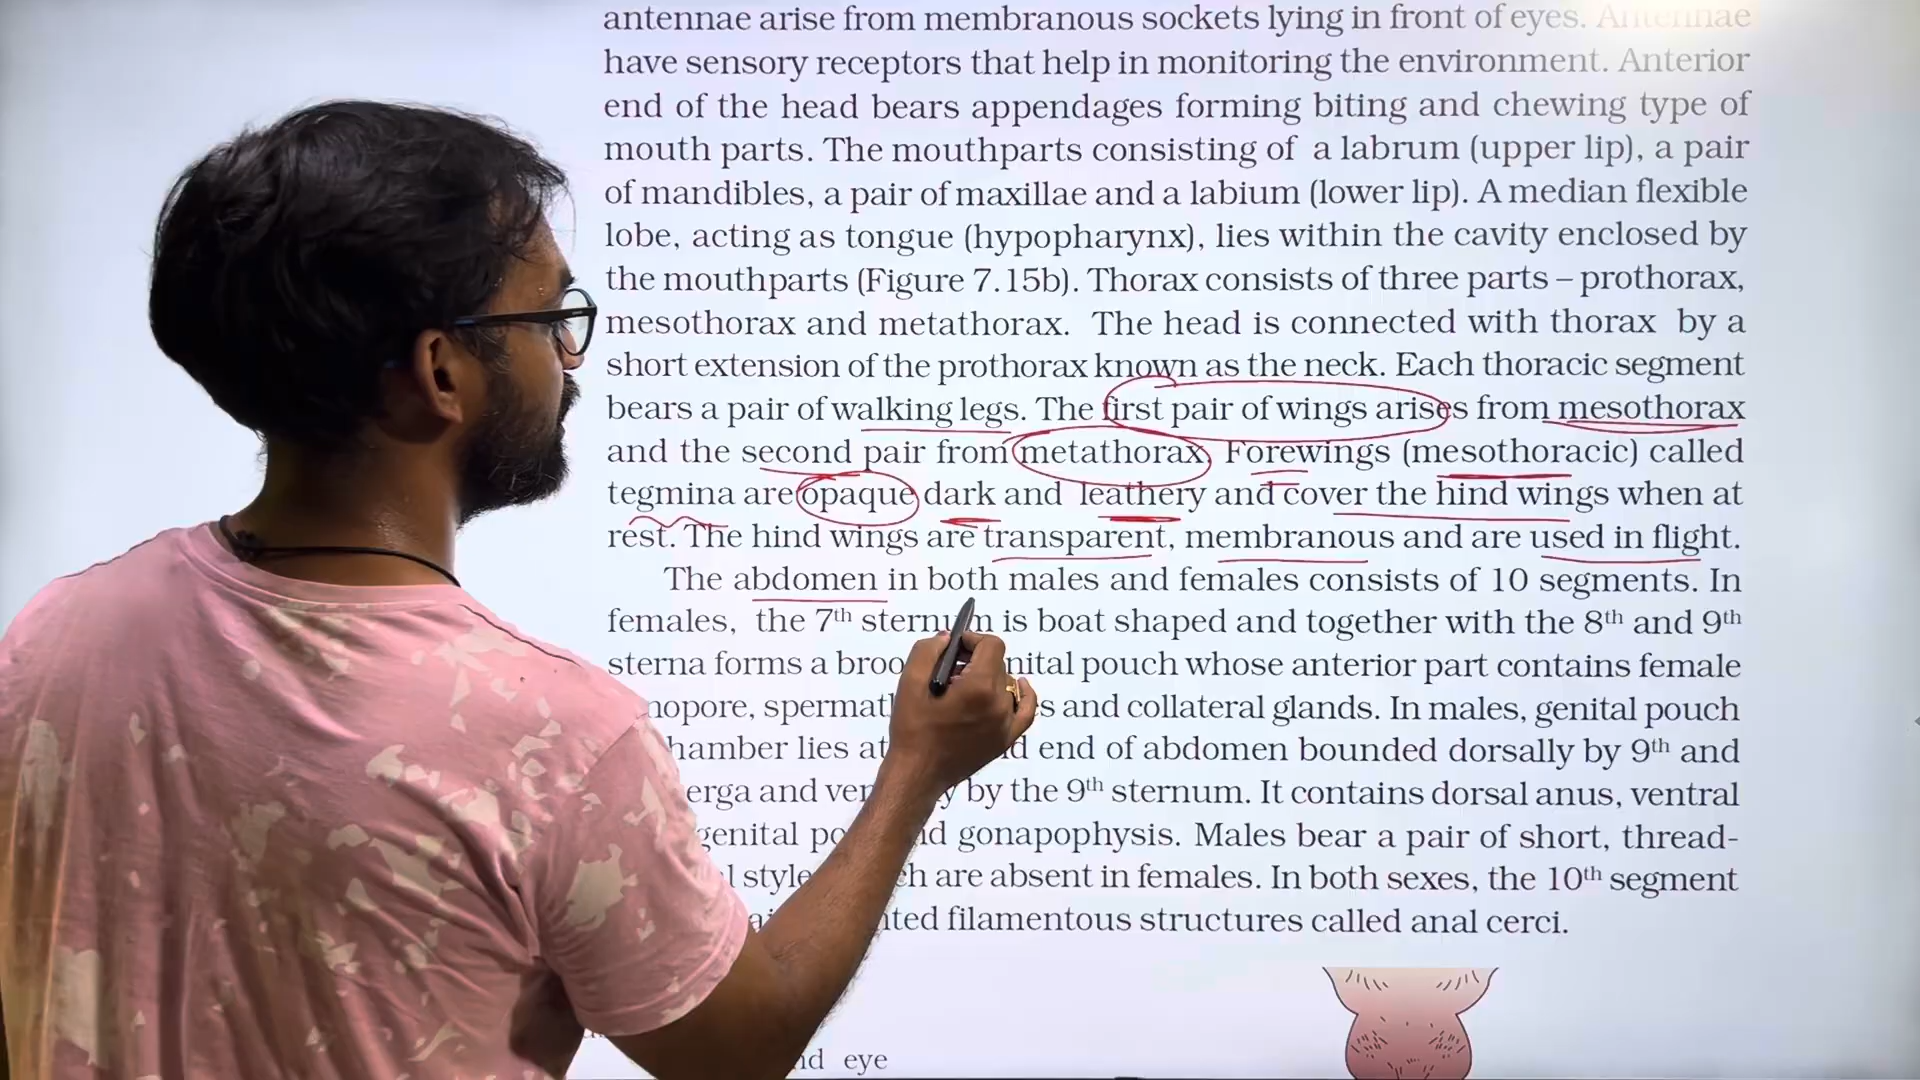 antennae arise from membranous sockets lying in front of eyes. Antennae
have sensory receptors that help in monitoring the environment. Anterior
end of the head bears appendages forming biting and chewing type of
mouth parts. The mouthparts consisting of a labrum (upper lip), a pair
of mandibles, a pair of maxillae and a labium (lower lip). A median flexible
lobe, acting as tongue (hypopharynx), lies within the cavity enclosed by
the mouthparts (Figure 7.15b). Thorax consists of three parts – prothorax,
mesothorax and metathorax. The head is connected with thorax by a
short extension of the prothorax known as the neck. Each thoracic segment
bears a pair of walking legs. The first pair of wings arises from mesothorax
and the second pair from metathorax. Forewings (mesothoracic) called
tegmina are opaque dark and leathery and cover the hind wings when at
rest. The hind wings are transparent, membranous and are used in flight.
The abdomen in both males and females consists of 10 segments. In
females, the 7th sternum is boat shaped and together with the 8th and 9th
sterna forms a nital pouch whose anterior part contains female
and collateral glands. In males, genital pouch
hamber lies at end of abdomen bounded dorsally by 9th and
erga and by the 9th sternum. It contains dorsal anus, ventral
genital gonapophysis. Males bear a pair of short, thread-
are absent in females. In both sexes, the 10th segment
filamentous structures called anal cerci.
eye